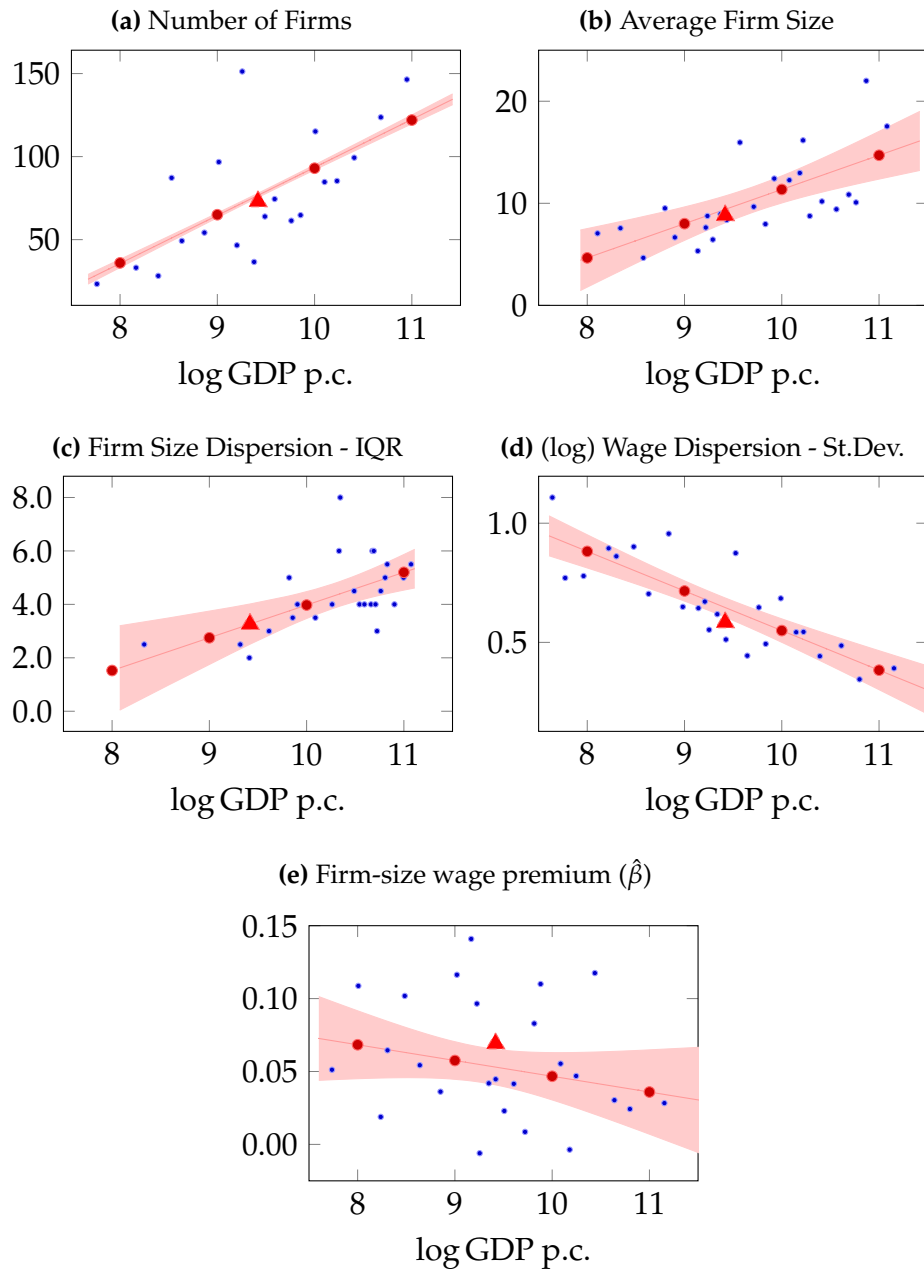 (a) Number of Firms
150
100
50
8 9 10 11
log GDP p.c.
(b) Average Firm Size
20
10
0
8 9 10 11
log GDP p.c.
(c) Firm Size Dispersion - IQR
8.0
6.0
4.0
2.0
0.0
8 9 10 11
log GDP p.c.
(d) (log) Wage Dispersion - St.Dev.
1.0
0.5
8 9 10 11
log GDP p.c.
(e) Firm-size wage premium (β̂)
0.15
0.10
0.05
0.00
8 9 10 11
log GDP p.c.